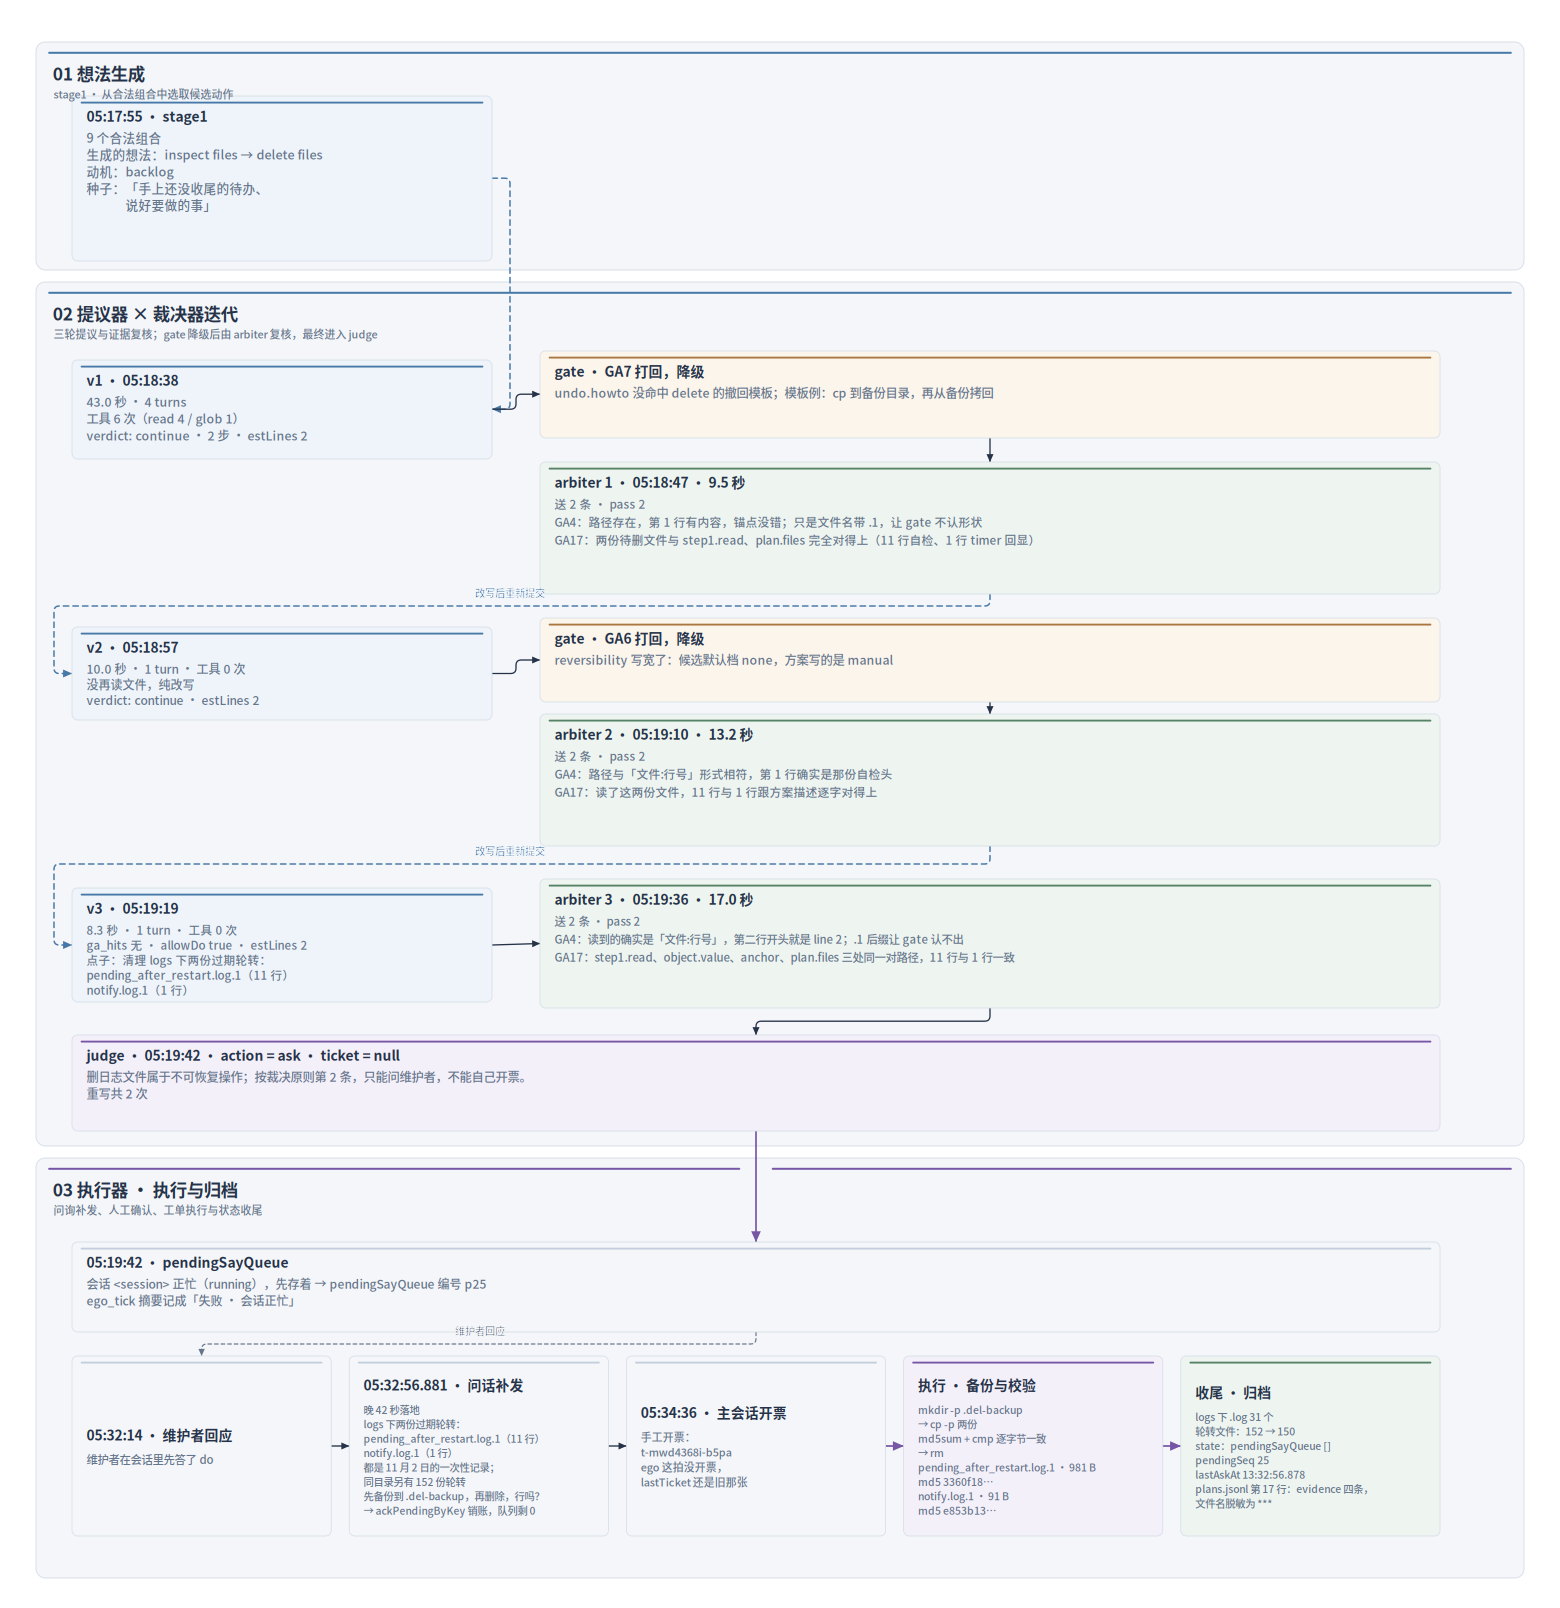 01 想法生成
stage1 · 从合法组合中选取候选动作
05:17:55 · stage1
9 个合法组合
生成的想法：inspect files → delete files
动机：backlog
种子：「手上还没收尾的待办、
说好要做的事」
02 提议器 × 裁决器迭代
三轮提议与证据复核；gate 降级后由 arbiter 复核，最终进入 judge
v1 · 05:18:38
43.0 秒 · 4 turns
工具 6 次（read 4 / glob 1）
verdict: continue · 2 步 · estLines 2
gate · GA7 打回，降级
undo.howto 没命中 delete 的撤回模板；模板例：cp 到备份目录，再从备份拷回
arbiter 1 · 05:18:47 · 9.5 秒
送 2 条 · pass 2
GA4：路径存在，第 1 行有内容，锚点没错；只是文件名带 .1，让 gate 不认形状
GA17：两份待删文件与 step1.read、plan.files 完全对得上（11 行自检、1 行 timer 回显）
改写后重新提交
v2 · 05:18:57
10.0 秒 · 1 turn · 工具 0 次
没再读文件，纯改写
verdict: continue · estLines 2
gate · GA6 打回，降级
reversibility 写宽了：候选默认档 none，方案写的是 manual
arbiter 2 · 05:19:10 · 13.2 秒
送 2 条 · pass 2
GA4：路径与「文件:行号」形式相符，第 1 行确实是那份自检头
GA17：读了这两份文件，11 行与 1 行跟方案描述逐字对得上
改写后重新提交
v3 · 05:19:19
8.3 秒 · 1 turn · 工具 0 次
ga_hits 无 · allowDo true · estLines 2
点子：清理 logs 下两份过期轮转：
pending_after_restart.log.1（11 行）
notify.log.1（1 行）
arbiter 3 · 05:19:36 · 17.0 秒
送 2 条 · pass 2
GA4：读到的确实是「文件:行号」，第二行开头就是 line 2；.1 后缀让 gate 认不出
GA17：step1.read、object.value、anchor、plan.files 三处同一对路径，11 行与 1 行一致
judge · 05:19:42 · action = ask · ticket = null
删日志文件属于不可恢复操作；按裁决原则第 2 条，只能问维护者，不能自己开票。
重写共 2 次
03 执行器 · 执行与归档
问询补发、人工确认、工单执行与状态收尾
05:19:42 · pendingSayQueue
会话 <session> 正忙（running），先存着 → pendingSayQueue 编号 p25
ego_tick 摘要记成「失败 · 会话正忙」
维护者回应
05:32:14 · 维护者回应
维护者在会话里先答了 do
05:32:56.881 · 问话补发
晚 42 秒落地
logs 下两份过期轮转：
pending_after_restart.log.1（11 行）
notify.log.1（1 行）
都是 11 月 2 日的一次性记录；
同目录另有 152 份轮转
先备份到 .del-backup，再删除，行吗？
→ ackPendingByKey 销账，队列剩 0
05:34:36 · 主会话开票
手工开票：
t-mwd4368i-b5pa
ego 这拍没开票，
lastTicket 还是旧那张
执行 · 备份与校验
mkdir -p .del-backup
→ cp -p 两份
md5sum + cmp 逐字节一致
→ rm
pending_after_restart.log.1 · 981 B
md5 3360f18…
notify.log.1 · 91 B
md5 e853b13…
收尾 · 归档
logs 下 .log 31 个
轮转文件：152 → 150
state：pendingSayQueue []
pendingSeq 25
lastAskAt 13:32:56.878
plans.jsonl 第 17 行：evidence 四条，
文件名脱敏为 ***